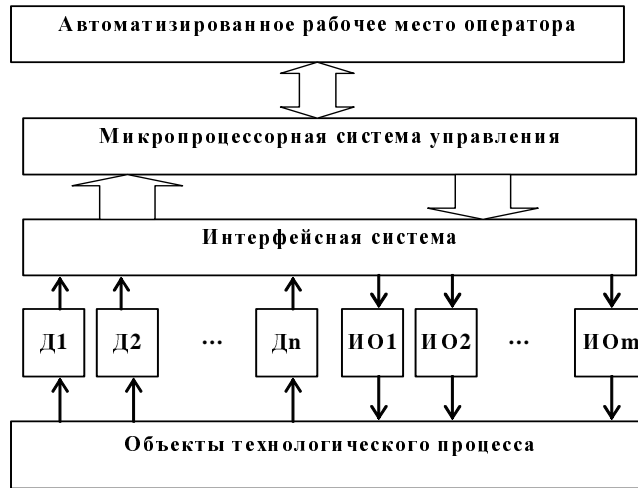 Автоматизированное рабочее место оператора
Микропроцессорная система управления
Интерфейсная система
Д1 Д2 ... Дn ИО1 ИО2 ... ИОm
Объекты технологического процесса